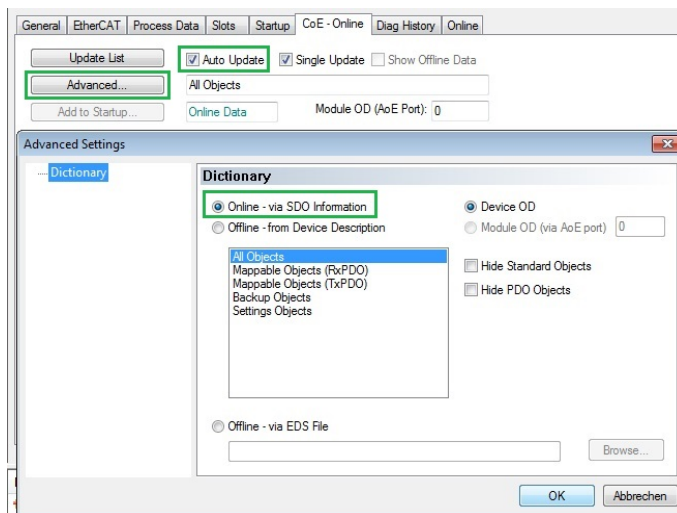 General EtherCAT Process Data Slots Startup CoE - Online Diag History Online
Update List Auto Update Single Update Show Offline Data
Advanced... All Objects
Add to Startup... Online Data Module OD (AoE Port): 0
Advanced Settings
Dictionary
Dictionary
Online - via SDO Information Device OD
Offline - from Device Description Module OD (via AoE port) 0
All Objects
Mappable Objects (RxPDO) Hide Standard Objects
Mappable Objects (TxPDO)
Backup Objects Hide PDO Objects
Settings Objects
Offline - via EDS File
Browse...
OK Abbrechen